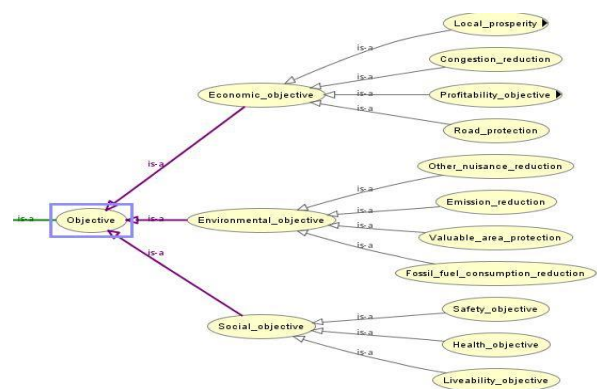 Local_prosperity
is-a
Congestion_reduction
is-a
Economic_objective
is-a
Profitability_objective
is-a
Road_protection
is-a
Other_nuisance_reduction
is-a
Emission_reduction
is-a
is-a
Objective
is-a
Environmental_objective
is-a
Valuable_area_protection
is-a
is-a
Fossil_fuel_consumption_reduction
Safety_objective
is-a
Social_objective
is-a
Health_objective
is-a
Liveability_objective